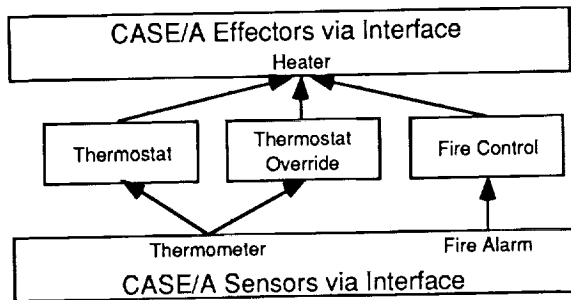 CASE/A Effectors via Interface
Heater
Thermostat
Thermostat
Override
Fire Control
Thermometer
Fire Alarm
CASE/A Sensors via Interface